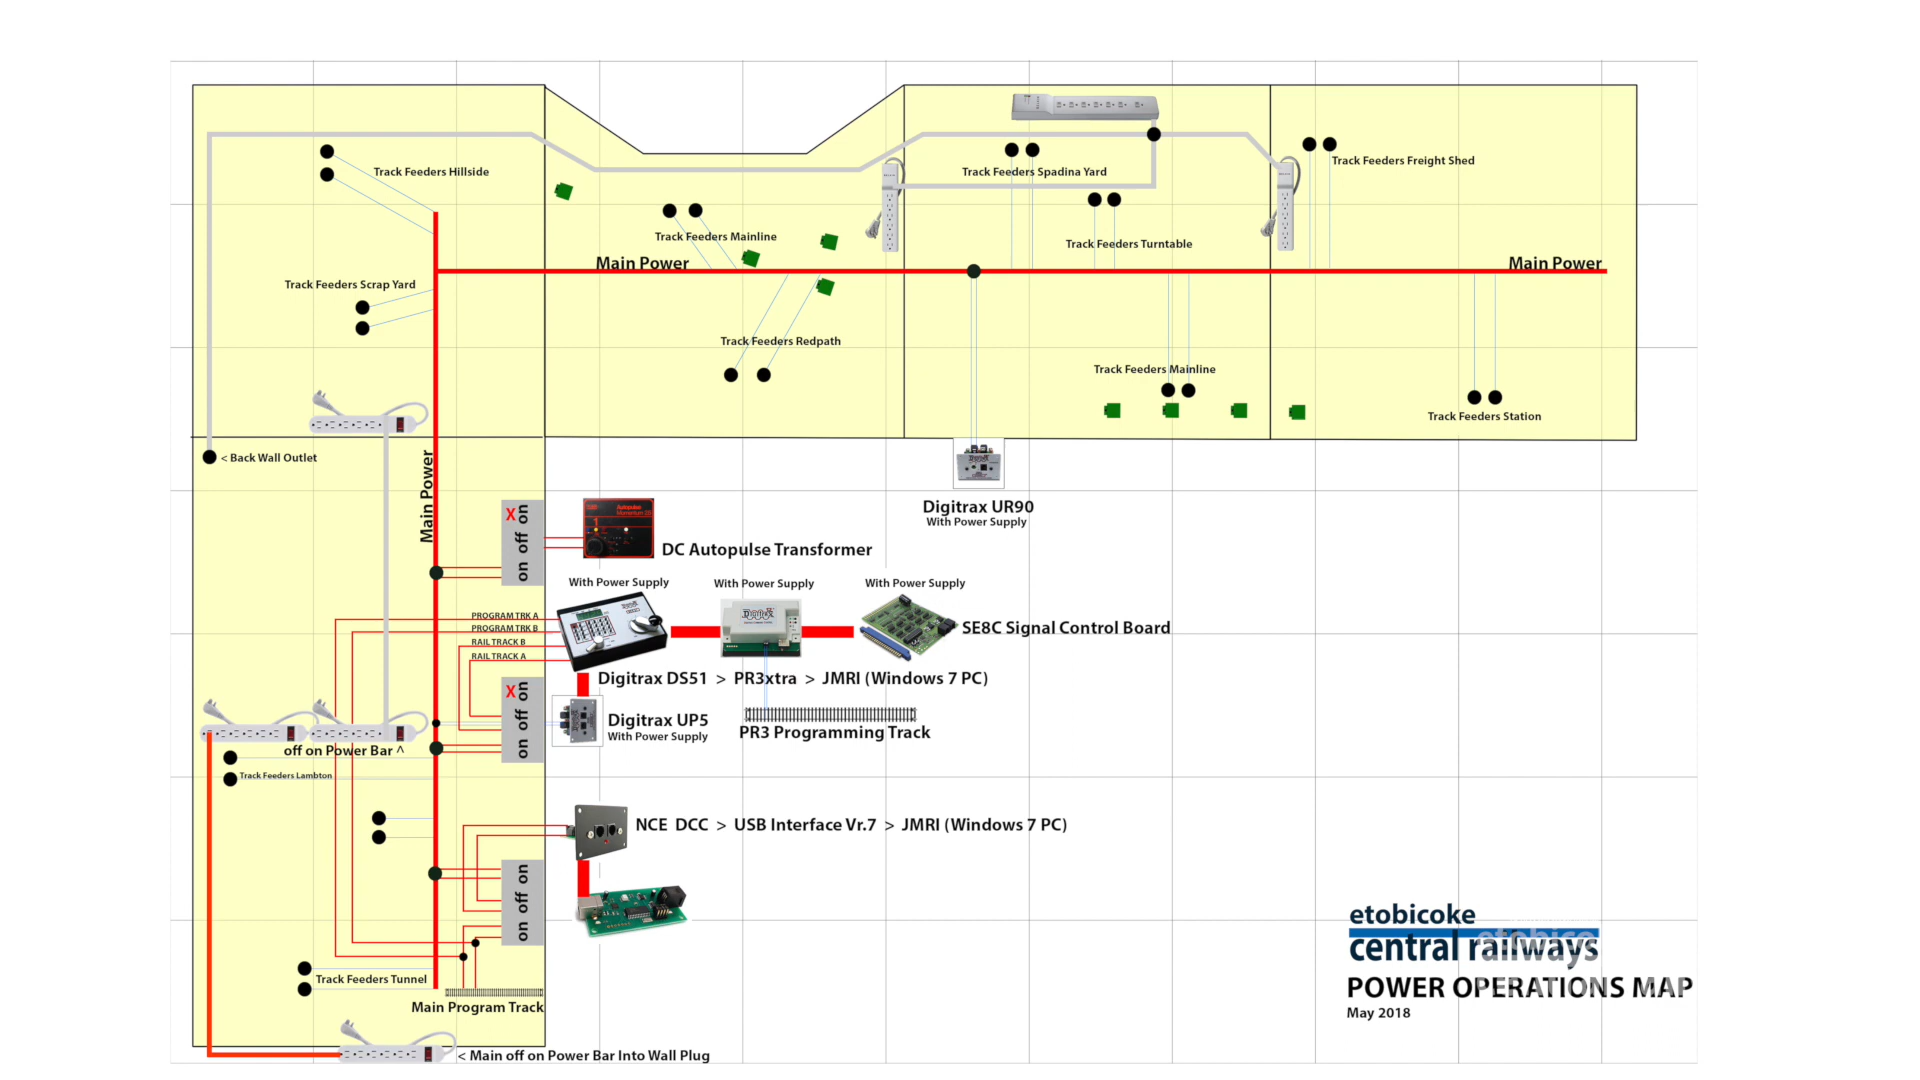 Track Feeders Hillside
Track Feeders Spadina Yard
Track Feeders Freight Shed
Track Feeders Mainline
Track Feeders Turntable
Main Power
Main Power
Track Feeders Scrap Yard
Track Feeders Redpath
Track Feeders Mainline
Track Feeders Station
< Back Wall Outlet
Main Power
Digitrax UR90
With Power Supply
X on
off
on
DC Autopulse Transformer
With Power Supply
With Power Supply
With Power Supply
PROGRAM TRK A
PROGRAM TRK B
RAIL TRACK B
RAIL TRACK A
SE8C Signal Control Board
Digitrax DS51 > PR3xtra > JMRI (Windows 7 PC)
X on
off
on
Digitrax UP5
With Power Supply
PR3 Programming Track
off on Power Bar ^
Track Feeders Lambton
NCE DCC > USB Interface Vr.7 > JMRI (Windows 7 PC)
on
off
on
Track Feeders Tunnel
Main Program Track
< Main off on Power Bar Into Wall Plug
etobicoke
central railways
POWER OPERATIONS MAP
May 2018